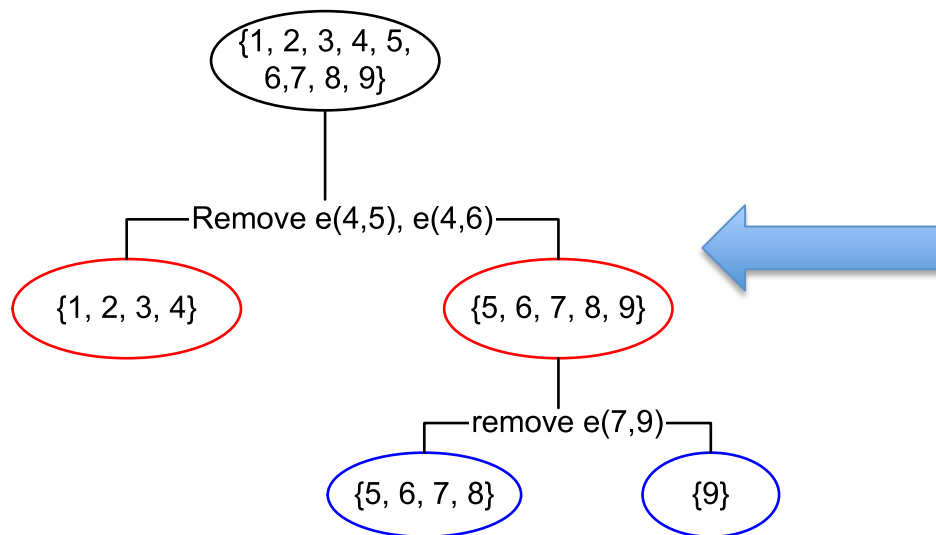 {1, 2, 3, 4, 5,
6,7, 8, 9}
Remove e(4,5), e(4,6)
{1, 2, 3, 4}
{5, 6, 7, 8, 9}
remove e(7,9)
{5, 6, 7, 8}
{9}